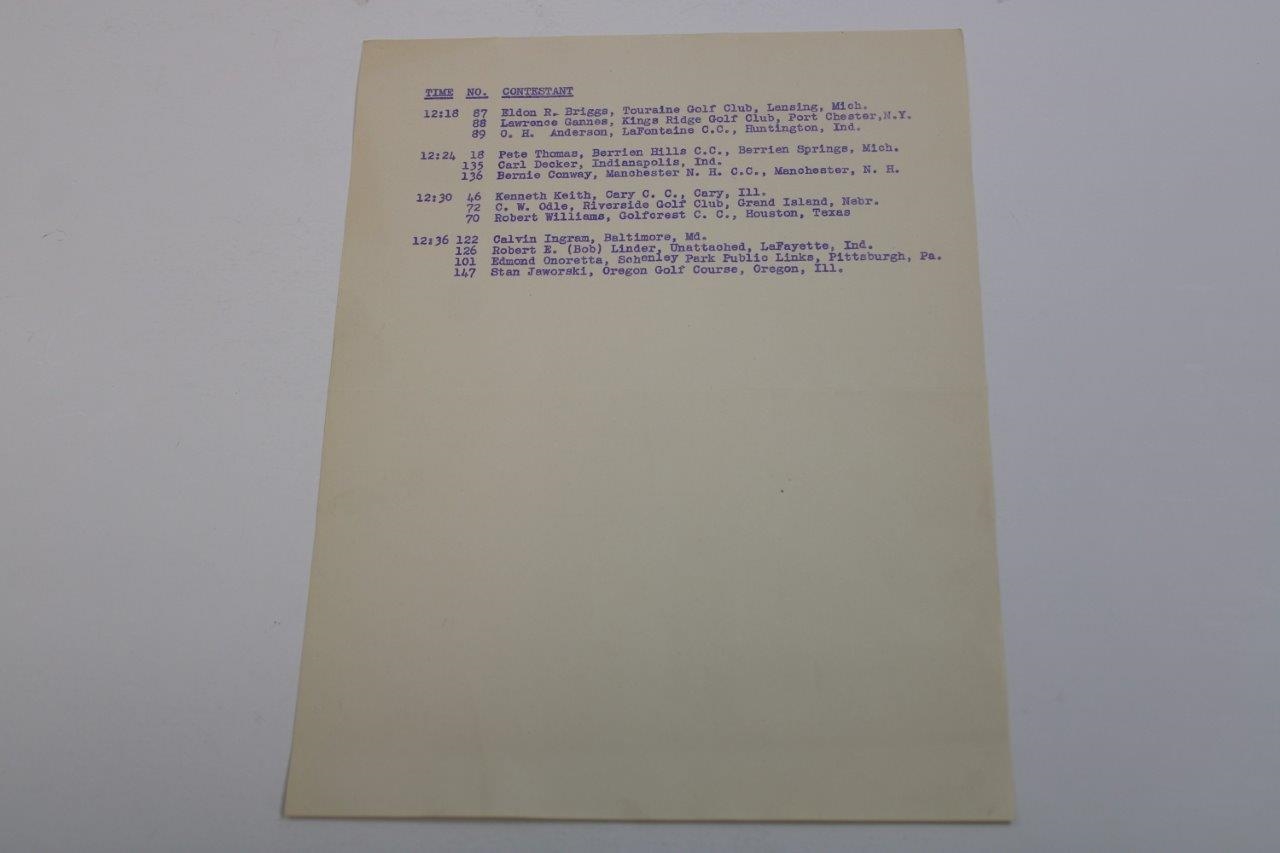 TIME NO. CONTESTANT
12:18 87 Eldon R. Briggs, Touraine Golf Club, Lansing, Mich.
88 Lawrence Gannes, Kings Ridge Golf Club, Port Chester,N.Y.
89 O. H. Anderson, LaFontaine C.C., Huntington, Ind.
12:24 18 Pete Thomas, Berrien Hills C.C., Berrien Springs, Mich.
135 Carl Decker, Indianapolis, Ind.
136 Bernie Conway, Manchester N. H. C.C., Manchester, N. H.
12:30 46 Kenneth Keith, Cary C. C., Cary, Ill.
72 C. W. Odle, Riverside Golf Club, Grand Island, Nebr.
70 Robert Williams, Golfcrest C. C., Houston, Texas
12:36 122 Calvin Ingram, Baltimore, Md.
126 Robert E. (Bob) Linder, Unattached, LaFayette, Ind.
101 Edmond Onoretta, Schenley Park Public Links, Pittsburgh, Pa.
147 Stan Jaworski, Oregon Golf Course, Oregon, Ill.